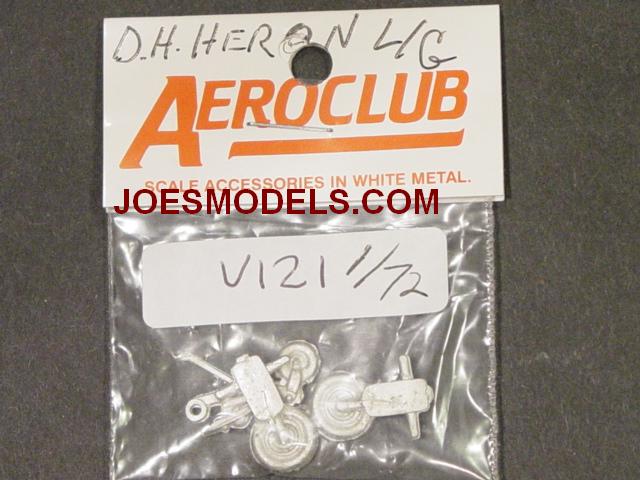 D.H. HERON L/G
AEROCLUB
SCALE ACCESSORIES IN WHITE METAL.
JOESMODELS.COM
V121 1/72